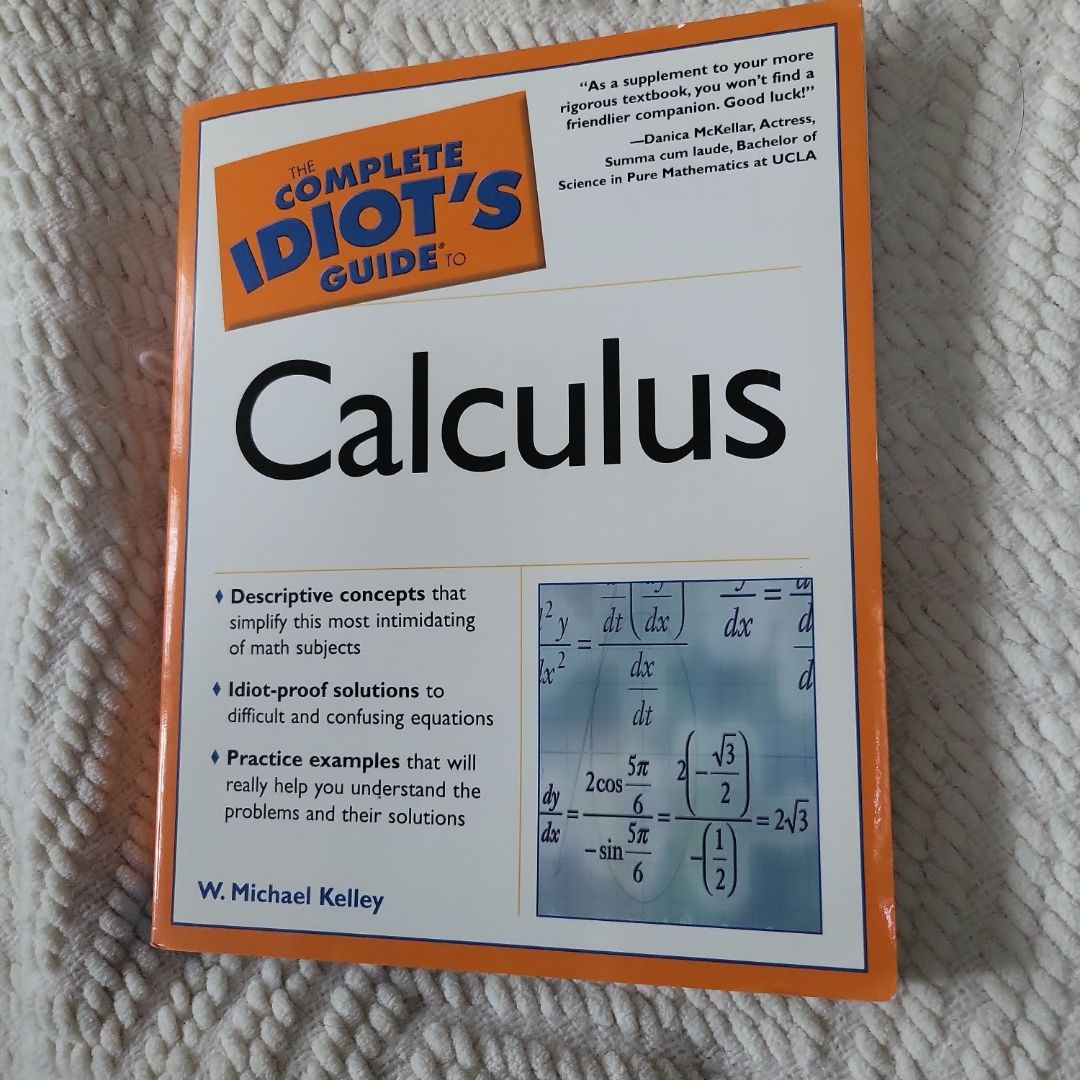 THE
COMPLETE
IDIOT'S
GUIDE® TO
“As a supplement to your more
rigorous textbook, you won't find a
friendlier companion. Good luck!”
—Danica McKellar, Actress,
Summa cum laude, Bachelor of
Science in Pure Mathematics at UCLA
Calculus
♦ Descriptive concepts that
simplify this most intimidating
of math subjects
♦ Idiot-proof solutions to
difficult and confusing equations
♦ Practice examples that will
really help you understand the
problems and their solutions
W. Michael Kelley
dy/dx = (2cos 5π/6)/(−sin 5π/6) = 2(−√3/2)/−(1/2) = 2√3